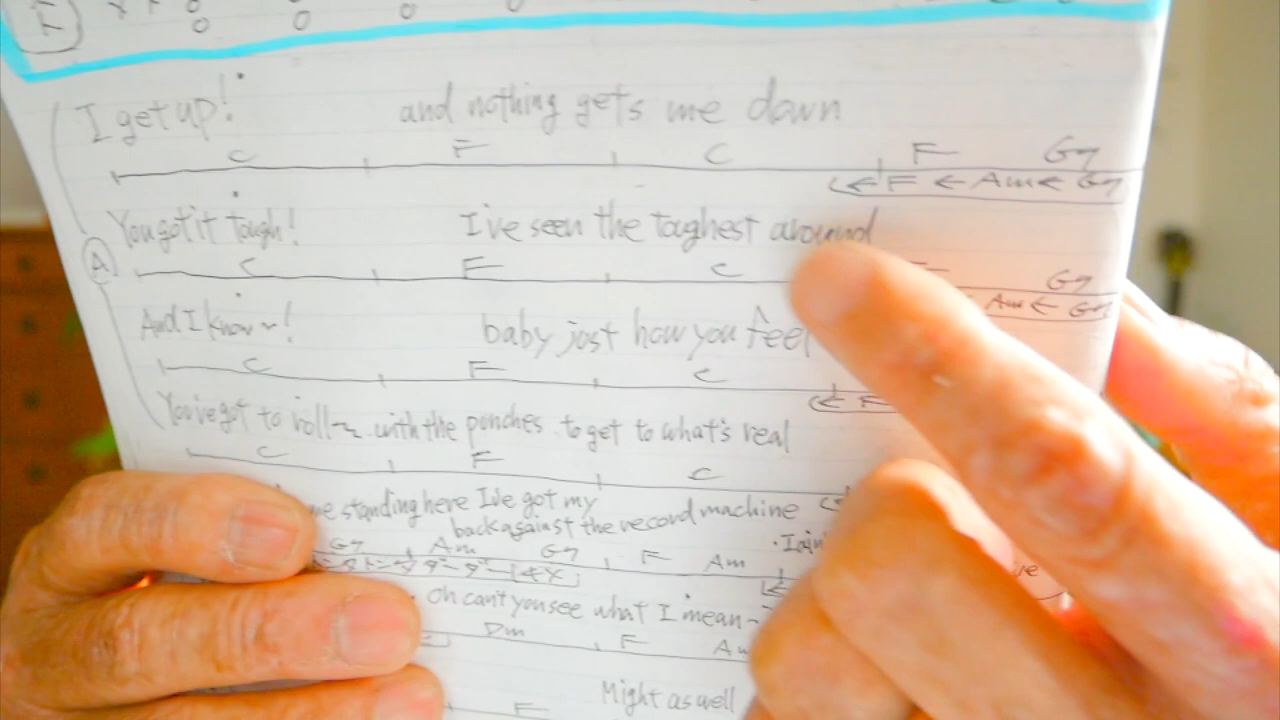 I get up! and nothing gets me down
C F C F G7
← F ← Am ← G7
You got it tough! I've seen the toughest around
C F C G7
Am ← G7
A
And I know~! baby just how you feel
C F C
← F
You've got to roll~ with the punches to get to what's real
C F C
me standing here I've got my
back against the record machine
G7 Am G7 F Am
oh can't you see what I mean~
Dm F
Might as well
F